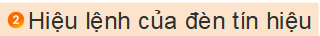 2 Hiệu lệnh của đèn tín hiệu